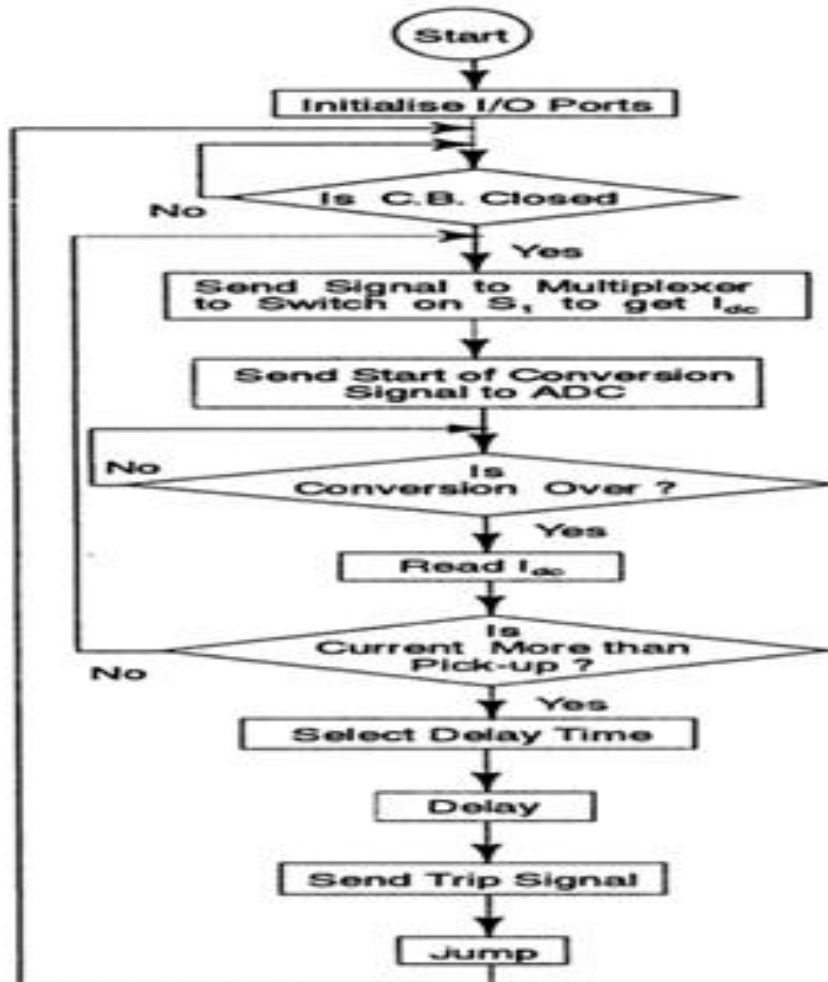 Start
Initialise I/O Ports
Is C.B. Closed
No
Yes
Send Signal to Multiplexer
to Switch on S₁ to get I_dc
Send Start of Conversion
Signal to ADC
No
Is
Conversion Over ?
Yes
Read I_dc
Is
Current More than
Pick-up ?
No
Yes
Select Delay Time
Delay
Send Trip Signal
Jump